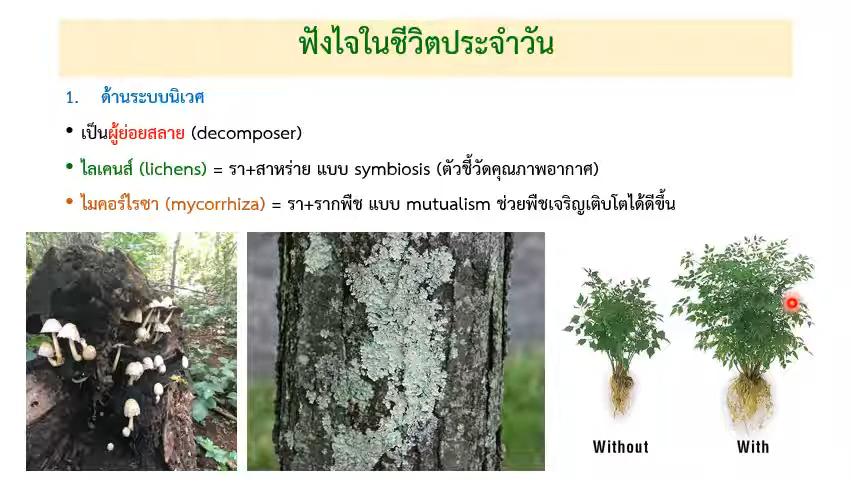 ฟังไจในชีวิตประจำวัน
1. ด้านระบบนิเวศ
• เป็นผู้ย่อยสลาย (decomposer)
• ไลเคนส์ (lichens) = รา+สาหร่าย แบบ symbiosis (ตัวชี้วัดคุณภาพอากาศ)
• ไมคอร์ไรซา (mycorrhiza) = รา+รากพืช แบบ mutualism ช่วยพืชเจริญเติบโตได้ดีขึ้น
Without With